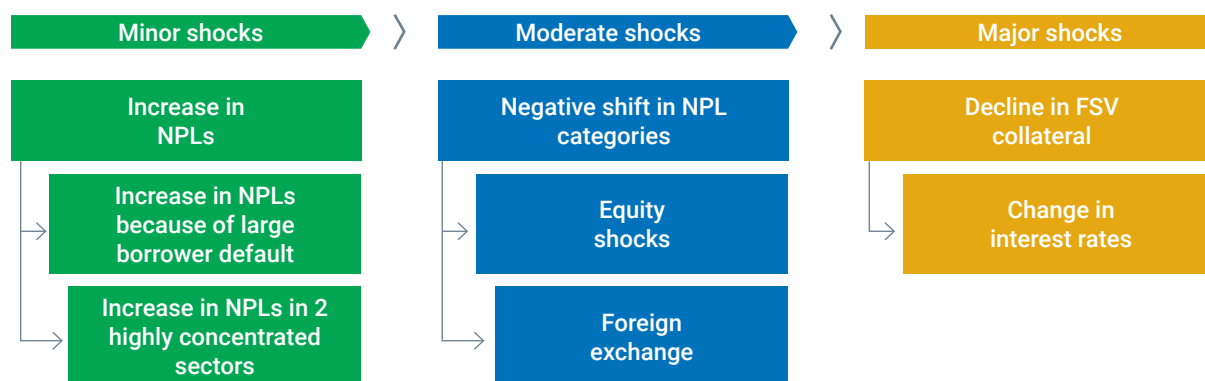 Minor shocks
Moderate shocks
Major shocks
Increase in
NPLs
Increase in NPLs
because of large
borrower default
Increase in NPLs in 2
highly concentrated
sectors
Negative shift in NPL
categories
Equity
shocks
Foreign
exchange
Decline in FSV
collateral
Change in
interest rates